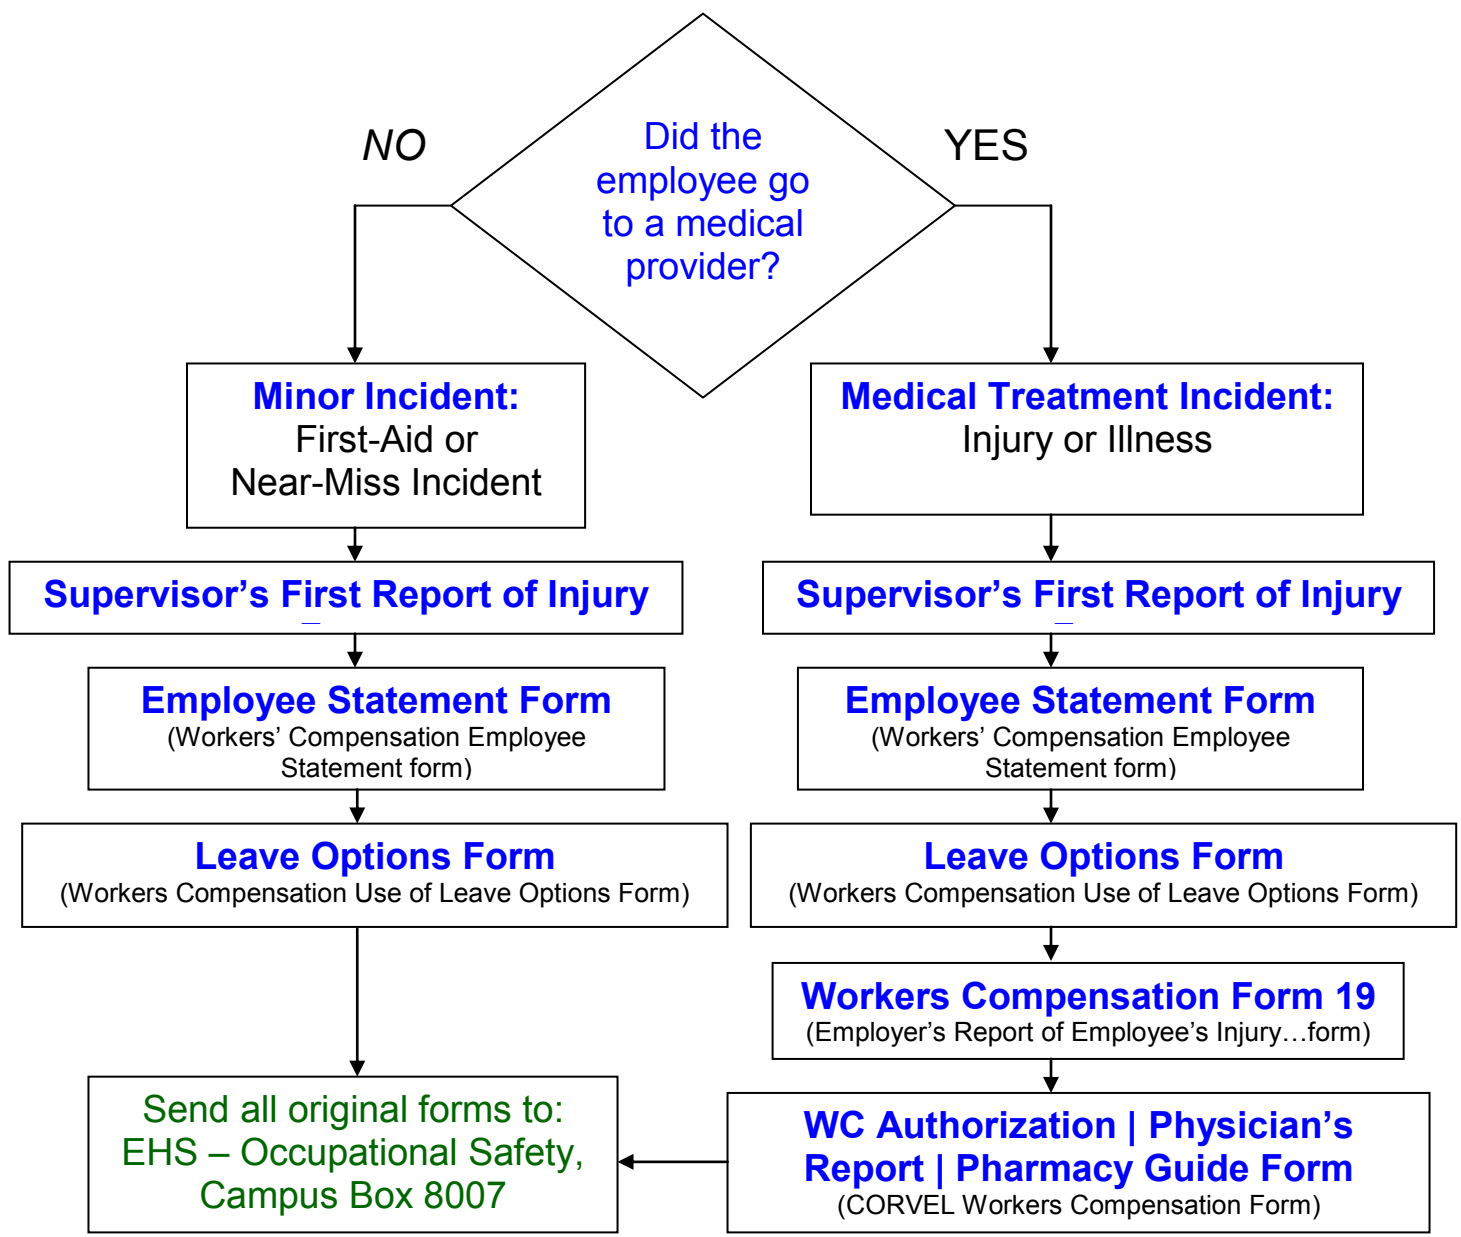 NO
YES
Did the
employee go
to a medical
provider?
Minor Incident:
First-Aid or
Near-Miss Incident
Supervisor’s First Report of Injury
Employee Statement Form
(Workers’ Compensation Employee
Statement form)
Leave Options Form
(Workers Compensation Use of Leave Options Form)
Medical Treatment Incident:
Injury or Illness
Supervisor’s First Report of Injury
Employee Statement Form
(Workers’ Compensation Employee
Statement form)
Leave Options Form
(Workers Compensation Use of Leave Options Form)
Workers Compensation Form 19
(Employer’s Report of Employee’s Injury…form)
WC Authorization | Physician’s
Report | Pharmacy Guide Form
(CORVEL Workers Compensation Form)
Send all original forms to:
EHS – Occupational Safety,
Campus Box 8007